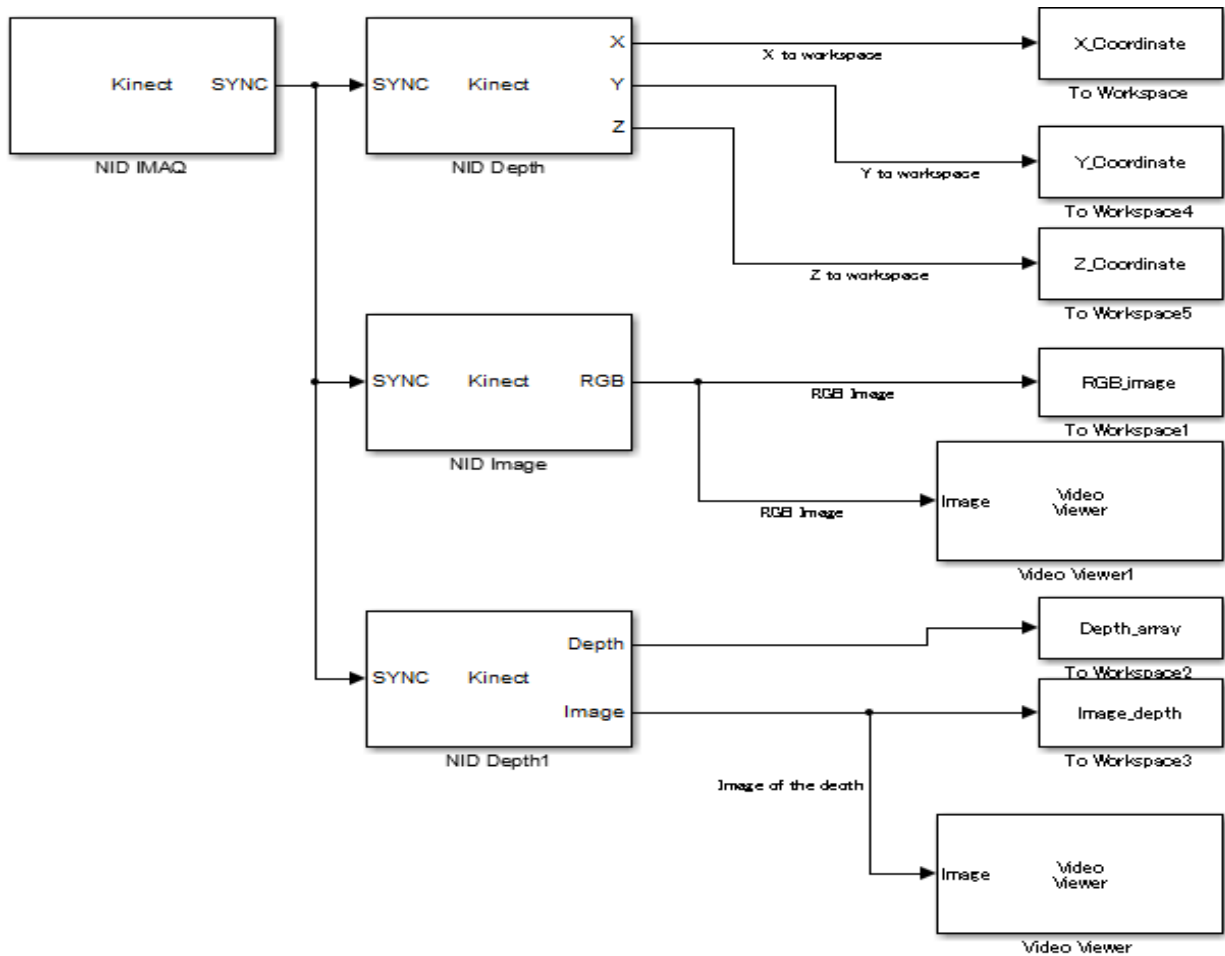 Kinect SYNC
NID IMAQ
SYNC Kinect X
Y
Z
NID Depth
X to workspace
X_Coordinate
To Workspace
Y to workspace
Y_Coordinate
To Workspace4
Z to workspace
Z_Coordinate
To Workspace5
SYNC Kinect RGB
NID Image
RGB Image
RGB_image
To Workspace1
RGB Image
Image
Video
Viewer
Video Viewer1
SYNC Kinect Depth
Image
NID Depth1
Depth_array
To Workspace2
Image_depth
To Workspace3
Image of the death
Image
Video
Viewer
Video Viewer